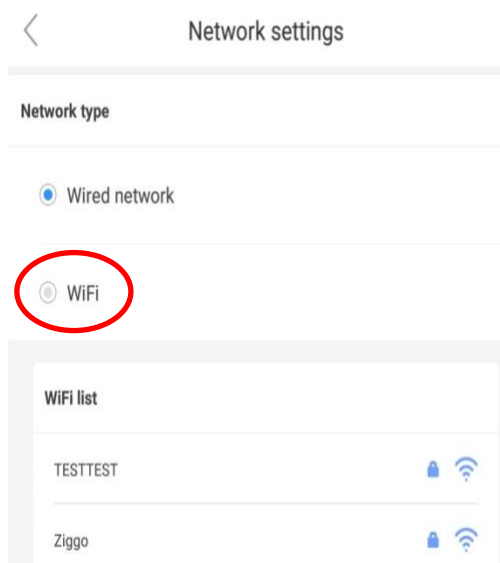 Network settings
Network type
Wired network
WiFi
WiFi list
TESTTEST
Ziggo